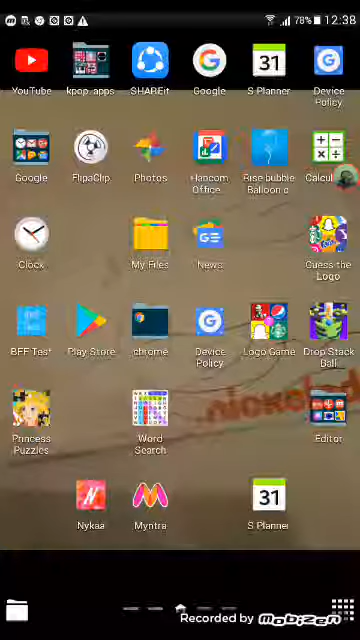 78% 12:38
31
YouTube kpop apps SHAREit Google S Planner Device Policy
Google FlipaClip Photos Hancom Office.. Rise bubble Balloon c Calcul
GE
Clock My Files News Guess the Logo
BFF Test Play Store chrome Device Policy Logo Game Drop Stack Ball
nickelod
Princess Puzzles Word Search Editor
N
31
Nykaa Myntra S Planner
Recorded by Mobizen